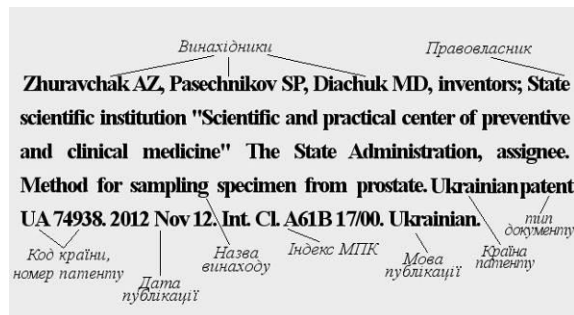 Винахідники Правовласник
Zhuravchak AZ, Pasechnikov SP, Diachuk MD, inventors; State
scientific institution "Scientific and practical center of preventive
and clinical medicine" The State Administration, assignee.
Method for sampling specimen from prostate. Ukrainian patent
UA 74938. 2012 Nov 12. Int. Cl. A61B 17/00. Ukrainian.
Код країни,
номер патенту
Дата
публікації
Назва
винаходу
Індекс МПК
Мова
публікації
Країна
патенту
тип
документу